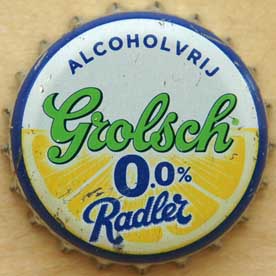 ALCOHOLVRIJ
Grolsch
0.0%
Radler